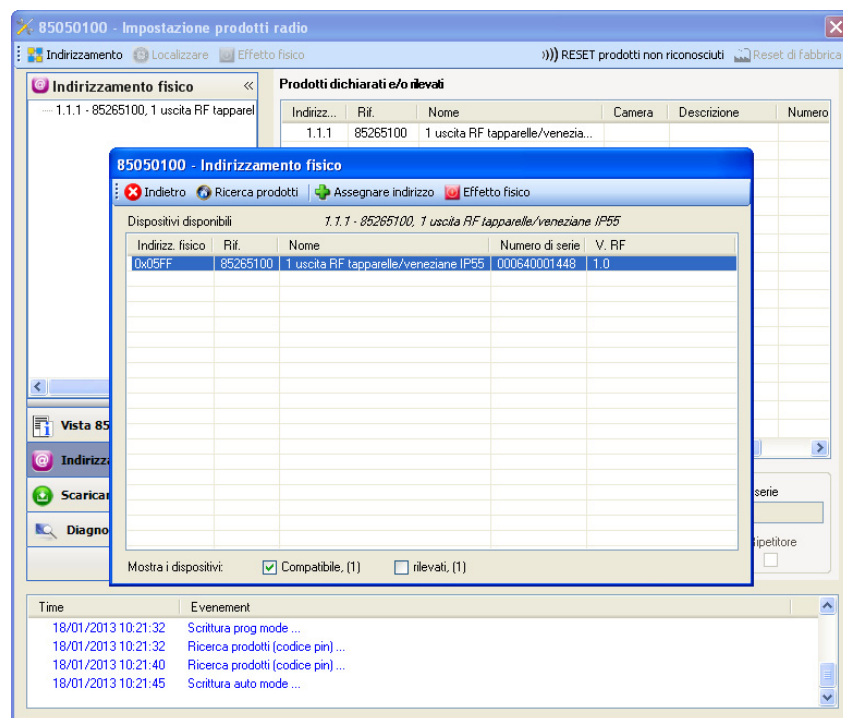 85050100 - Impostazione prodotti radio
Indirizzamento Localizzare Effetto fisico ))) RESET prodotti non riconosciuti Reset di fabbrica
Indirizzamento fisico «
1.1.1 - 85265100, 1 uscita RF tapparel
Prodotti dichiarati e/o rilevati
Indirizz... Rif. Nome Camera Descrizione Numero
1.1.1 85265100 1 uscita RF tapparelle/venezia...
85050100 - Indirizzamento fisico
Indietro Ricerca prodotti Assegnare indirizzo Effetto fisico
Dispositivi disponibili 1.1.1 - 85265100, 1 uscita RF tapparelle/veneziane IP55
Indirizz. fisico Rif. Nome Numero di serie V. RF
0x05FF 85265100 1 uscita RF tapparelle/veneziane IP55 000640001448 1.0
Mostra i dispositivi: Compatibile, (1) rilevati, (1)
Vista 85
Indirizza
Scaricar
Diagno
serie
ipetitore
Time Evenement
18/01/2013 10:21:32 Scrittura prog mode ...
18/01/2013 10:21:32 Ricerca prodotti (codice pin) ...
18/01/2013 10:21:40 Ricerca prodotti (codice pin) ...
18/01/2013 10:21:45 Scrittura auto mode ...